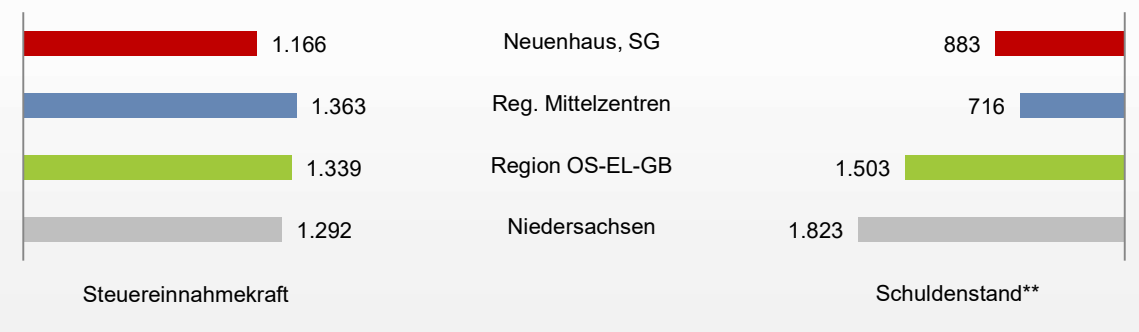 1.166 Neuenhaus, SG 883
1.363 Reg. Mittelzentren 716
1.339 Region OS-EL-GB 1.503
1.292 Niedersachsen 1.823
Steuereinnahmekraft Schuldenstand**